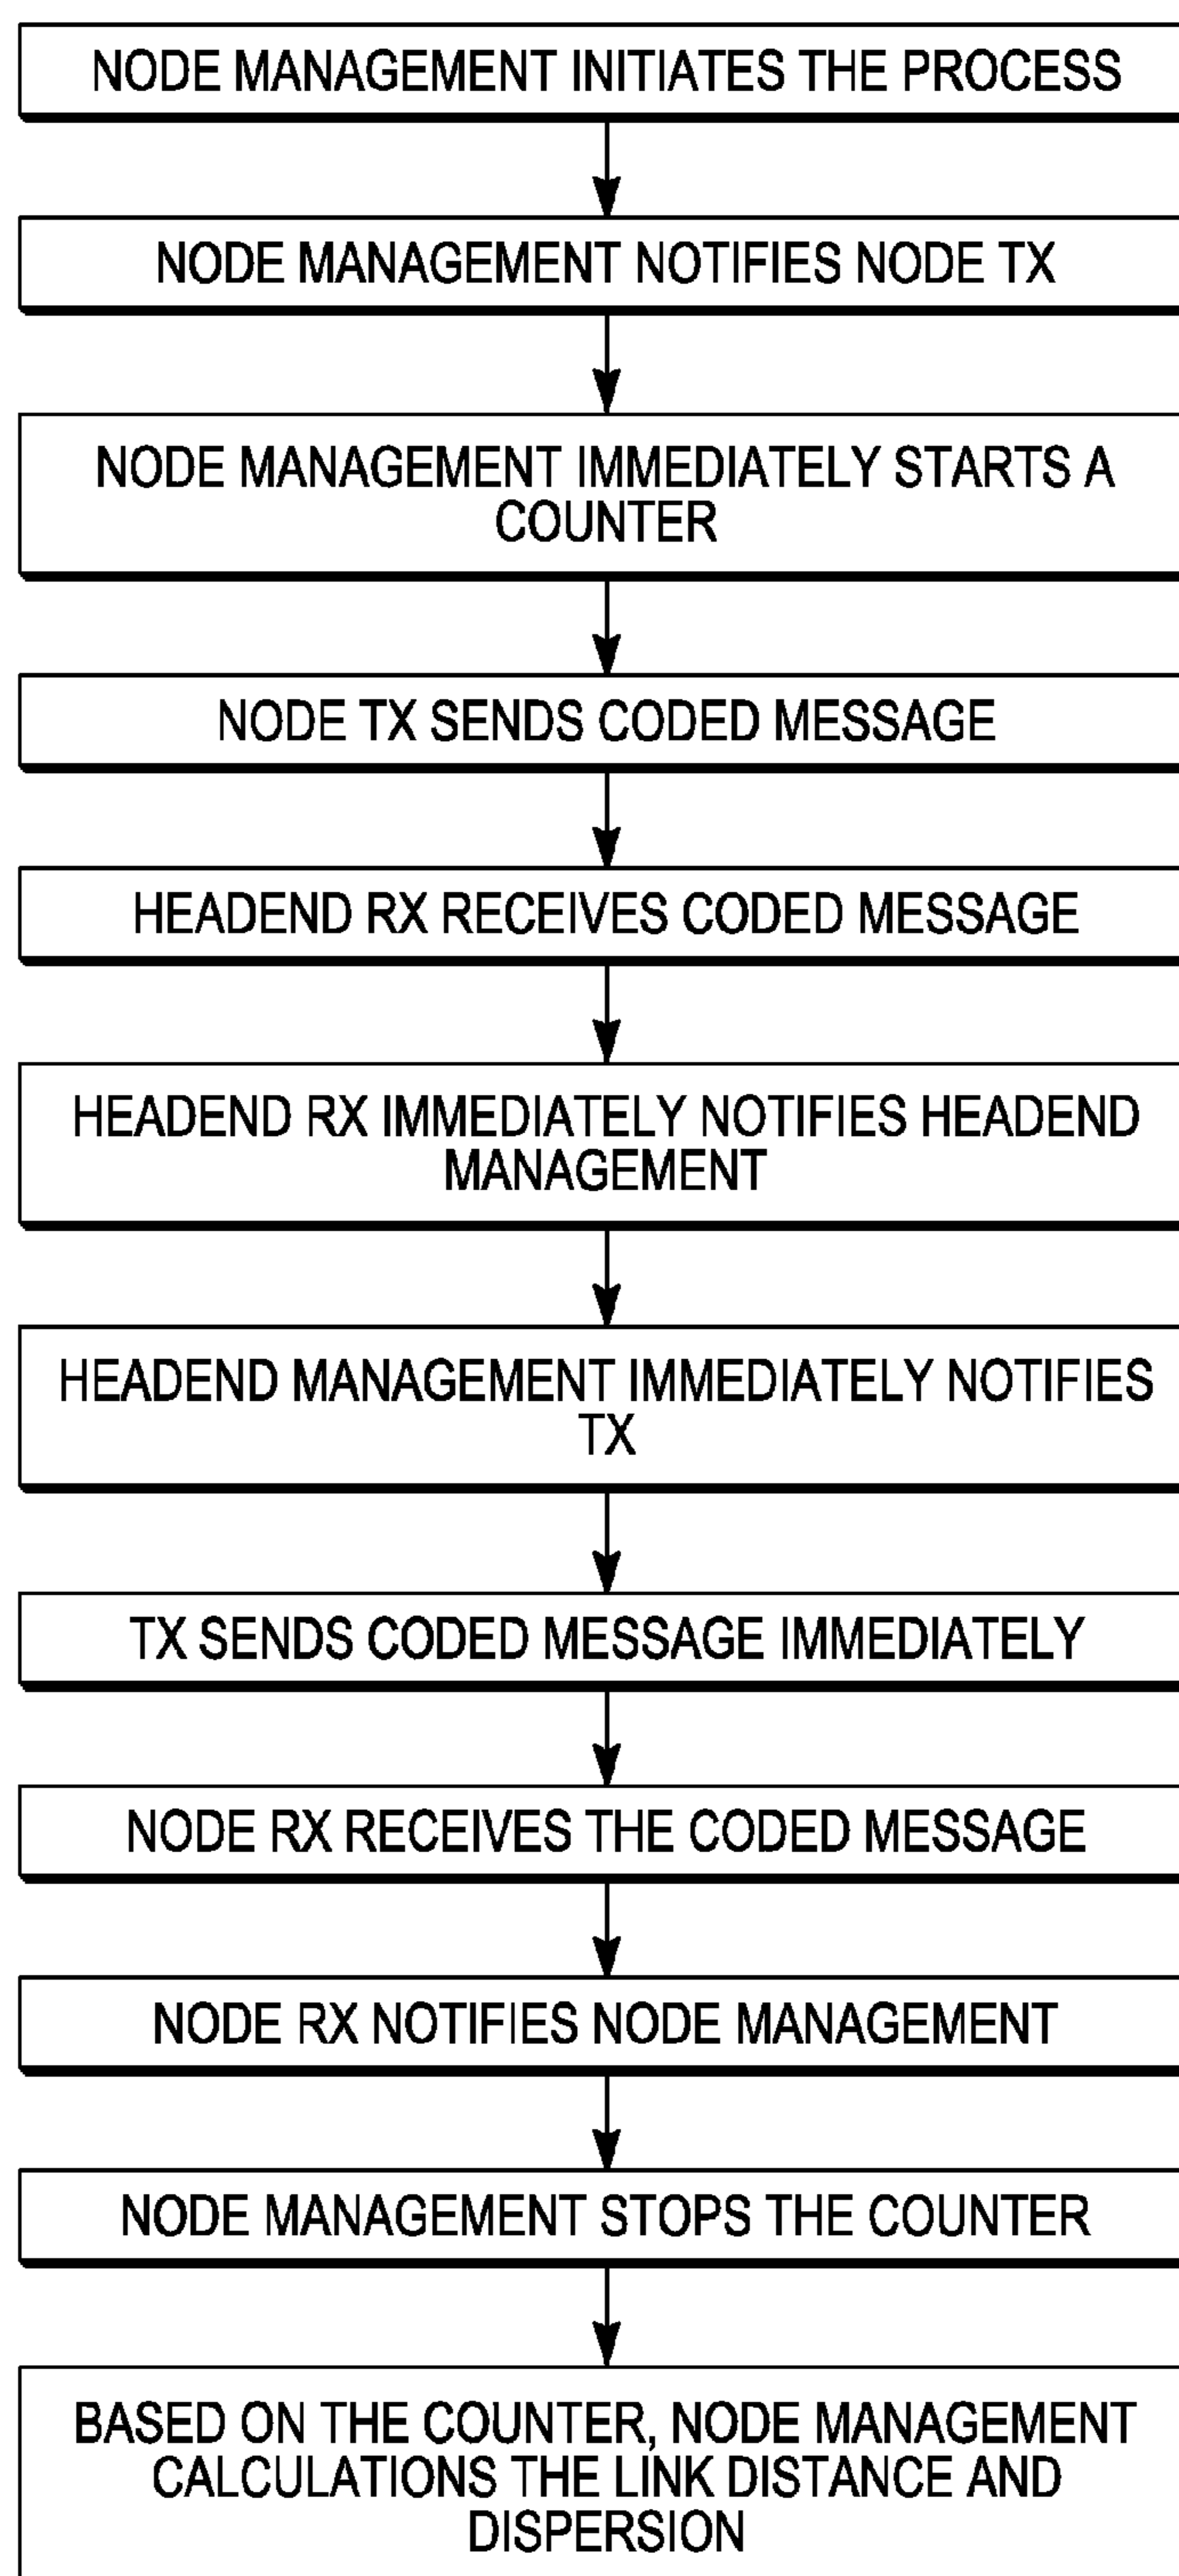 NODE MANAGEMENT INITIATES THE PROCESS
NODE MANAGEMENT NOTIFIES NODE TX
NODE MANAGEMENT IMMEDIATELY STARTS A
COUNTER
NODE TX SENDS CODED MESSAGE
HEADEND RX RECEIVES CODED MESSAGE
HEADEND RX IMMEDIATELY NOTIFIES HEADEND
MANAGEMENT
HEADEND MANAGEMENT IMMEDIATELY NOTIFIES
TX
TX SENDS CODED MESSAGE IMMEDIATELY
NODE RX RECEIVES THE CODED MESSAGE
NODE RX NOTIFIES NODE MANAGEMENT
NODE MANAGEMENT STOPS THE COUNTER
BASED ON THE COUNTER, NODE MANAGEMENT
CALCULATIONS THE LINK DISTANCE AND
DISPERSION